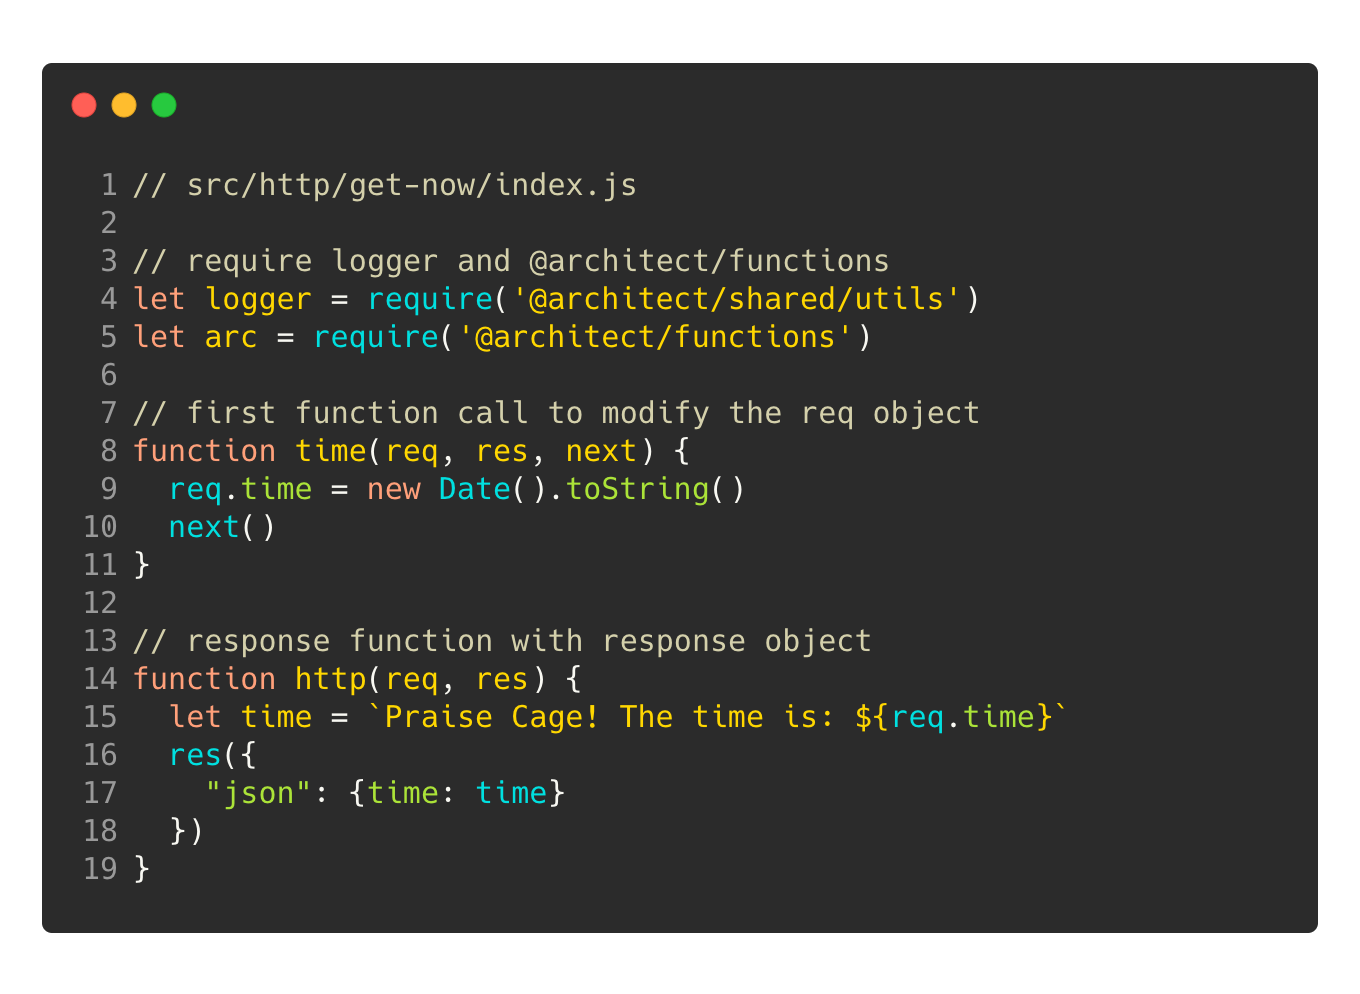 1 // src/http/get-now/index.js
2
3 // require logger and @architect/functions
4 let logger = require('@architect/shared/utils')
5 let arc = require('@architect/functions')
6
7 // first function call to modify the req object
8 function time(req, res, next) {
9   req.time = new Date().toString()
10   next()
11 }
12
13 // response function with response object
14 function http(req, res) {
15   let time = `Praise Cage! The time is: ${req.time}`
16   res({
17     "json": {time: time}
18   })
19 }